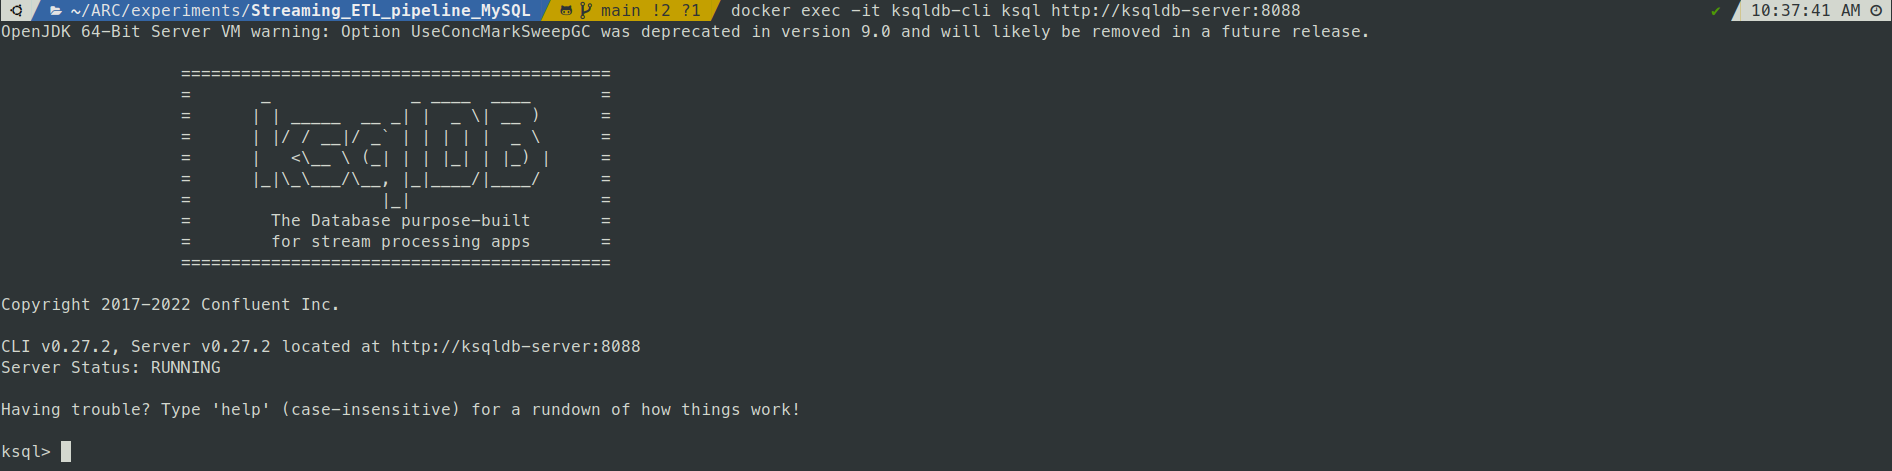 ~/ARC/experiments/Streaming_ETL_pipeline_MySQL main !2 ?1 docker exec -it ksqldb-cli ksql http://ksqldb-server:8088 ✔ 10:37:41 AM
OpenJDK 64-Bit Server VM warning: Option UseConcMarkSweepGC was deprecated in version 9.0 and will likely be removed in a future release.
===========================================
=       _              _ ____  ____       =
=      | | _____  __ _| |  _ \| __ )      =
=      | |/ / __|/ _` | | | | |  _ \      =
=      |   <\__ \ (_| | | |_| | |_) |     =
=      |_|\_\___/\__, |_|____/|____/      =
=                   |_|                   =
=        The Database purpose-built       =
=        for stream processing apps       =
===========================================
Copyright 2017-2022 Confluent Inc.
CLI v0.27.2, Server v0.27.2 located at http://ksqldb-server:8088
Server Status: RUNNING
Having trouble? Type 'help' (case-insensitive) for a rundown of how things work!
ksql>